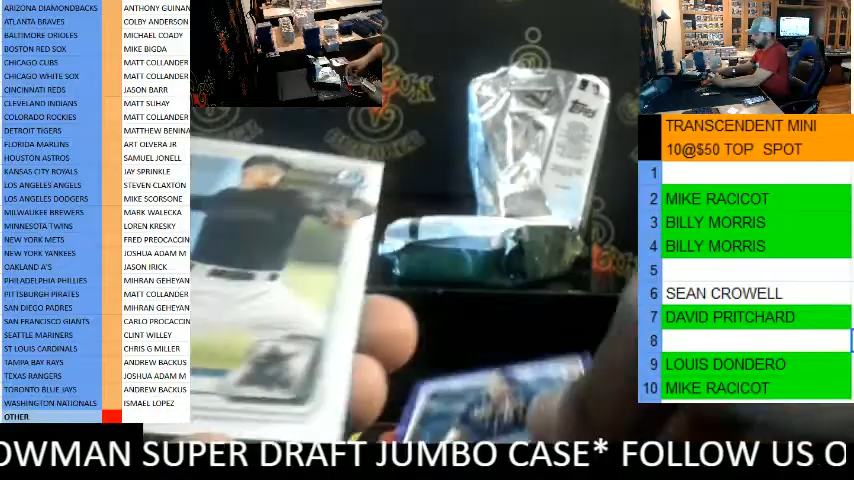 ARIZONA DIAMONDBACKS ANTHONY GUINAN
ATLANTA BRAVES COLBY ANDERSON
BALTIMORE ORIOLES MICHAEL COADY
BOSTON RED SOX MIKE BIGDA
CHICAGO CUBS MATT COLLANDER
CHICAGO WHITE SOX MATT COLLANDER
CINCINNATI REDS JASON BARR
CLEVELAND INDIANS MATT SUHAY
COLORADO ROCKIES MATT COLLANDER
DETROIT TIGERS MATTHEW BENINA
FLORIDA MARLINS ART OLVERA JR
HOUSTON ASTROS SAMUEL JONELL
KANSAS CITY ROYALS JAY SPRINKLE
LOS ANGELES ANGELS STEVEN CLAXTON
LOS ANGELES DODGERS MIKE SCORSONE
MILWAUKEE BREWERS MARK WALECKA
MINNESOTA TWINS LOREN KRESKY
NEW YORK METS FRED PREOCACCIN
NEW YORK YANKEES JOSHUA ADAM M
OAKLAND A'S JASON IRICK
PHILADELPHIA PHILLIES MIHRAN GEHEYAN
PITTSBURGH PIRATES MATT COLLANDER
SAN DIEGO PADRES MIHRAN GEHEYAN
SAN FRANCISCO GIANTS CARLO PROCACCIN
SEATTLE MARINERS CLINT WILLEY
ST LOUIS CARDINALS CHRIS G MILLER
TAMPA BAY RAYS ANDREW BACKUS
TEXAS RANGERS JOSHUA ADAM M
TORONTO BLUE JAYS ANDREW BACKUS
WASHINGTON NATIONALS ISMAEL LOPEZ
OTHER
Topps
TRANSCENDENT MINI
10@$50 TOP SPOT
1
2 MIKE RACICOT
3 BILLY MORRIS
4 BILLY MORRIS
5
6 SEAN CROWELL
7 DAVID PRITCHARD
8
9 LOUIS DONDERO
10 MIKE RACICOT
OWMAN SUPER DRAFT JUMBO CASE* FOLLOW US O